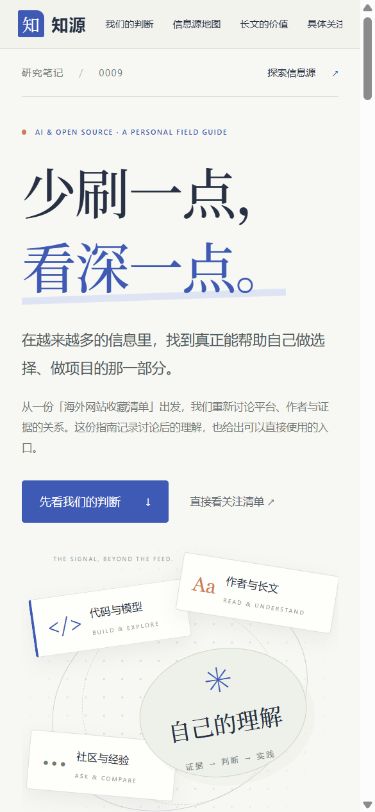 知 知源 我们的判断 信息源地图 长文的价值 具体关注
研究笔记 / 0009 探索信息源 ↗
AI & OPEN SOURCE · A PERSONAL FIELD GUIDE
少刷一点，
看深一点。
在越来越多的信息里，找到真正能帮助自己做选
择、做项目的那一部分。
从一份「海外网站收藏清单」出发，我们重新讨论平台、作者与证
据的关系。这份指南记录讨论后的理解，也给出可以直接使用的入
口。
先看我们的判断 ↓ 直接看关注清单 ↗
THE SIGNAL, BEYOND THE FEED.
Aa 作者与长文
READ & UNDERSTAND
</> 代码与模型
BUILD & EXPLORE
自己的理解
证据 → 判断 → 实践
社区与经验
ASK & COMPARE